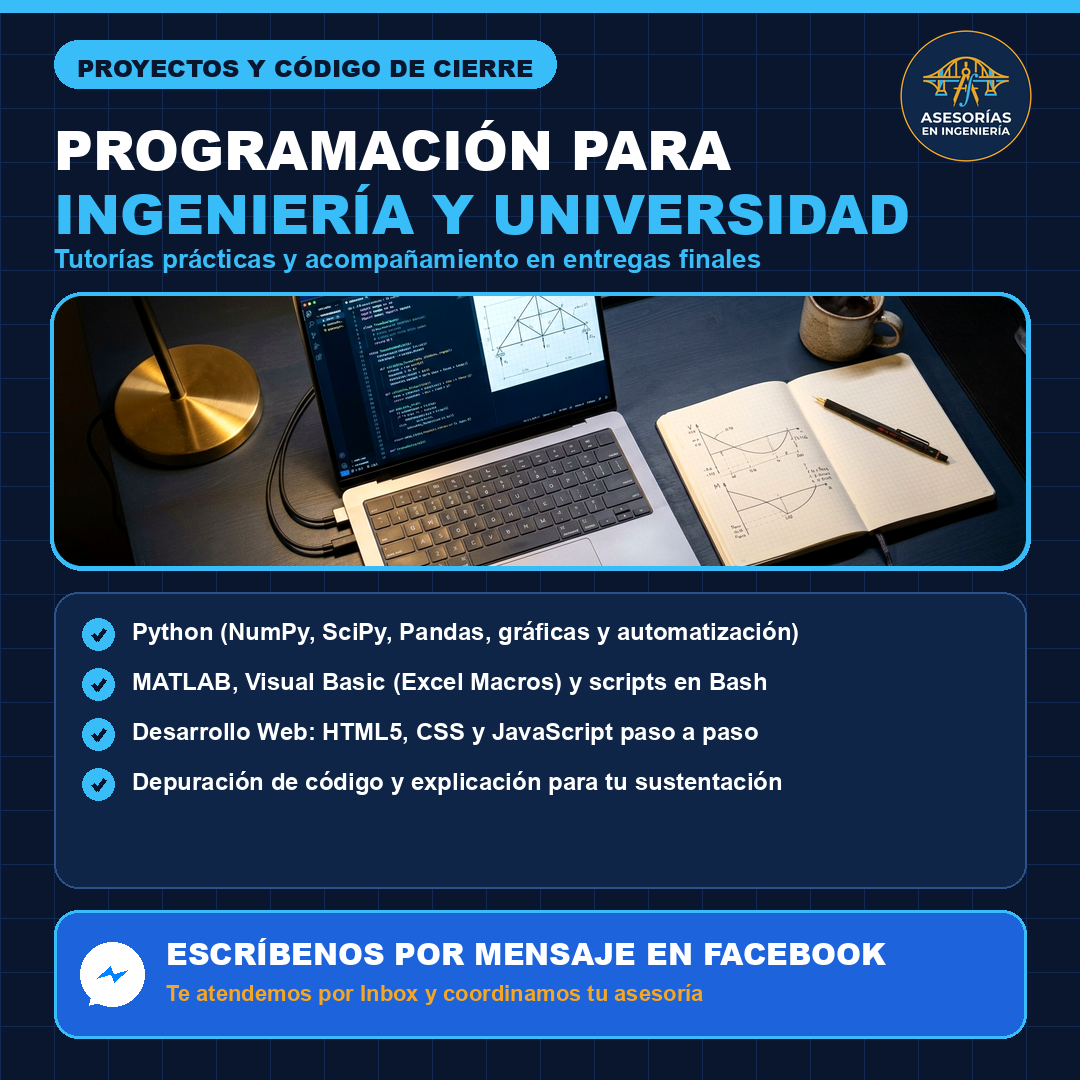 PROYECTOS Y CÓDIGO DE CIERRE
ASESORÍAS
EN INGENIERÍA
PROGRAMACIÓN PARA
INGENIERÍA Y UNIVERSIDAD
Tutorías prácticas y acompañamiento en entregas finales
Python (NumPy, SciPy, Pandas, gráficas y automatización)
MATLAB, Visual Basic (Excel Macros) y scripts en Bash
Desarrollo Web: HTML5, CSS y JavaScript paso a paso
Depuración de código y explicación para tu sustentación
ESCRÍBENOS POR MENSAJE EN FACEBOOK
Te atendemos por Inbox y coordinamos tu asesoría